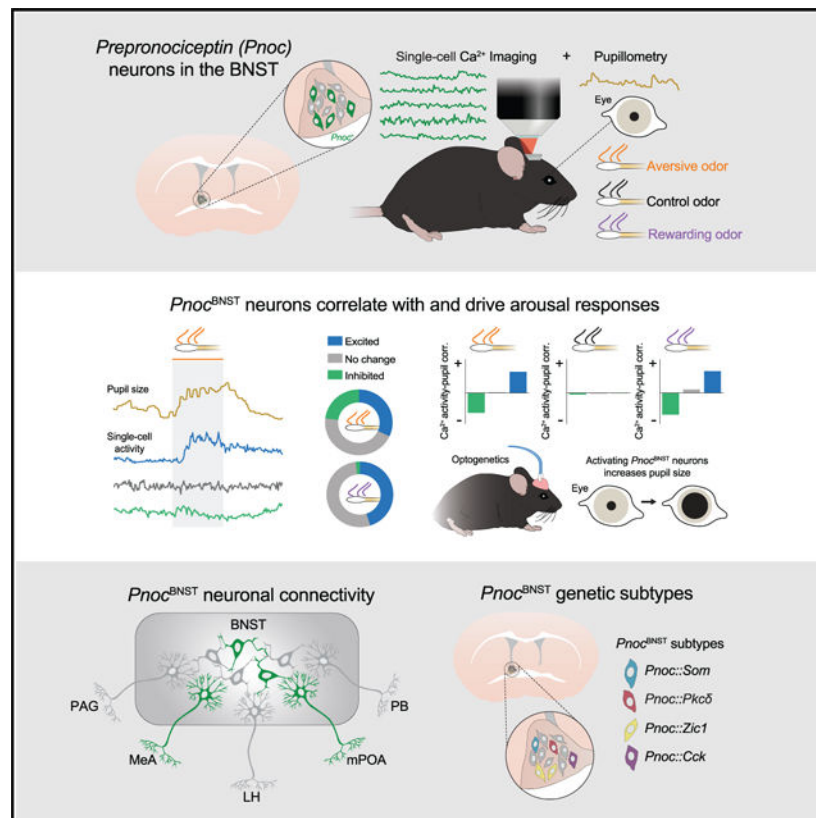 Prepronociceptin (Pnoc)
neurons in the BNST
Pnoc⁺
Single-cell Ca²⁺ Imaging + Pupillometry
Eye
Aversive odor
Control odor
Rewarding odor
Pnocᴮᴺˢᵀ neurons correlate with and drive arousal responses
Pupil size
Single-cell
activity
Excited
No change
Inhibited
Ca²⁺ activity-pupil corr.
+
-
Ca²⁺ activity-pupil corr.
+
-
Ca²⁺ activity-pupil corr.
+
-
Optogenetics
Activating Pnocᴮᴺˢᵀ neurons
increases pupil size
Eye
Pnocᴮᴺˢᵀ neuronal connectivity
BNST
PAG
PB
MeA
mPOA
LH
Pnocᴮᴺˢᵀ genetic subtypes
Pnocᴮᴺˢᵀ subtypes
Pnoc::Som
Pnoc::Pkcδ
Pnoc::Zic1
Pnoc::Cck